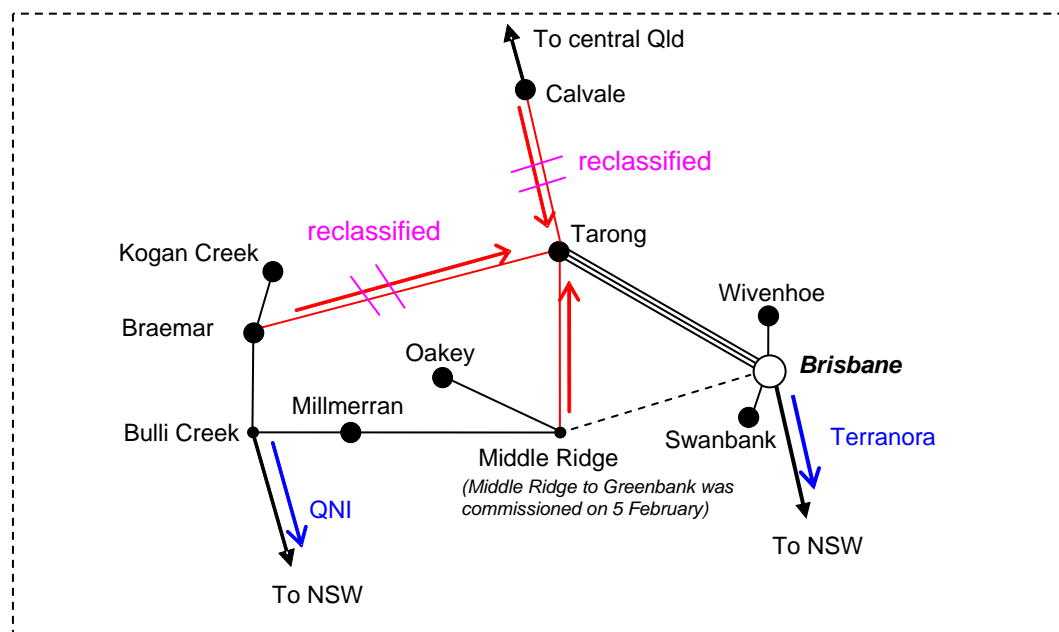 To central Qld
Calvale
reclassified
reclassified
Tarong
Kogan Creek
Wivenhoe
Braemar
Oakey
Brisbane
Millmerran
Bulli Creek
Swanbank
Terranora
Middle Ridge
(Middle Ridge to Greenbank was
commissioned on 5 February)
QNI
To NSW
To NSW